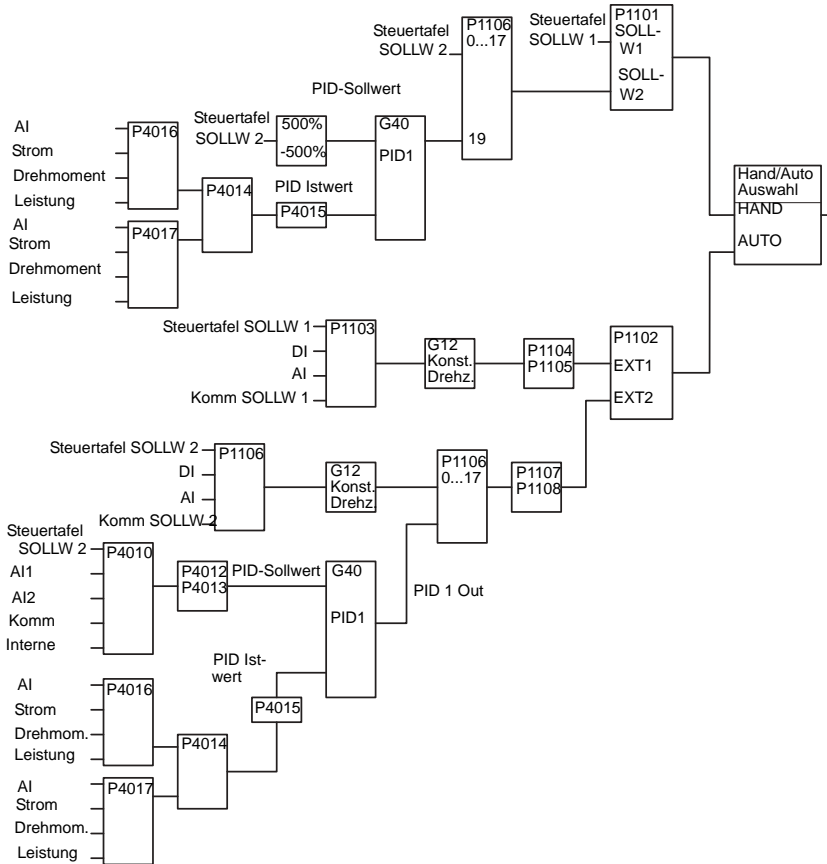 Steuertafel
SOLLW 2
P1106
0...17
19
Steuertafel
SOLLW 1
P1101
SOLL-
W1
SOLL-
W2
PID-Sollwert
Steuertafel
SOLLW 2
500%
-500%
G40
PID1
AI
Strom
Drehmoment
Leistung
P4016
AI
Strom
Drehmoment
Leistung
P4017
P4014
PID Istwert
P4015
Hand/Auto
Auswahl
HAND
AUTO
Steuertafel SOLLW 1
DI
AI
Komm SOLLW 1
P1103
G12
Konst.
Drehz.
P1104
P1105
P1102
EXT1
EXT2
Steuertafel SOLLW 2
DI
AI
Komm SOLLW 2
P1106
G12
Konst.
Drehz.
P1106
0...17
P1107
P1108
Steuertafel
SOLLW 2
AI1
AI2
Komm
Interne
P4010
P4012
P4013
PID-Sollwert
G40
PID1
PID 1 Out
PID Ist-
wert
P4015
AI
Strom
Drehmom.
Leistung
P4016
P4014
AI
Strom
Drehmom.
Leistung
P4017